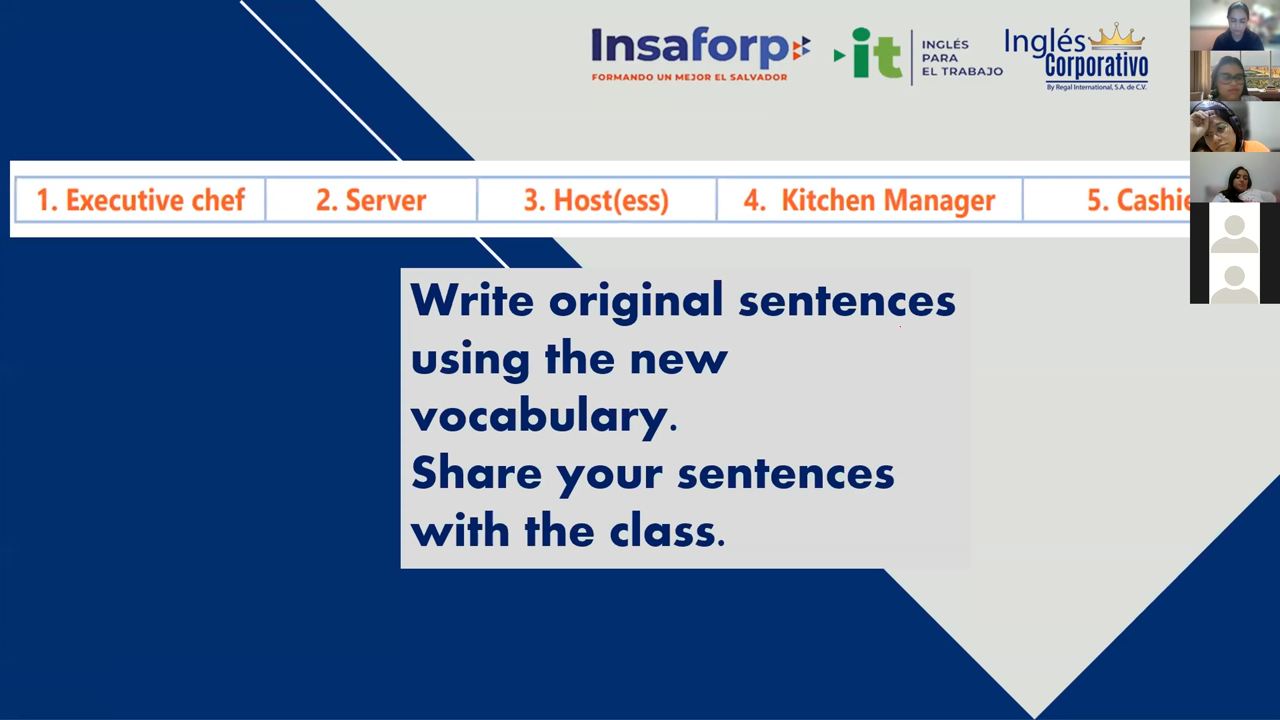 Insaforp
FORMANDO UN MEJOR EL SALVADOR
it
INGLÉS
PARA
EL TRABAJO
Inglés
Corporativo
By Regal International, S.A. de C.V.
1. Executive chef 2. Server 3. Host(ess) 4. Kitchen Manager 5. Cashie
Write original sentences
using the new
vocabulary.
Share your sentences
with the class.